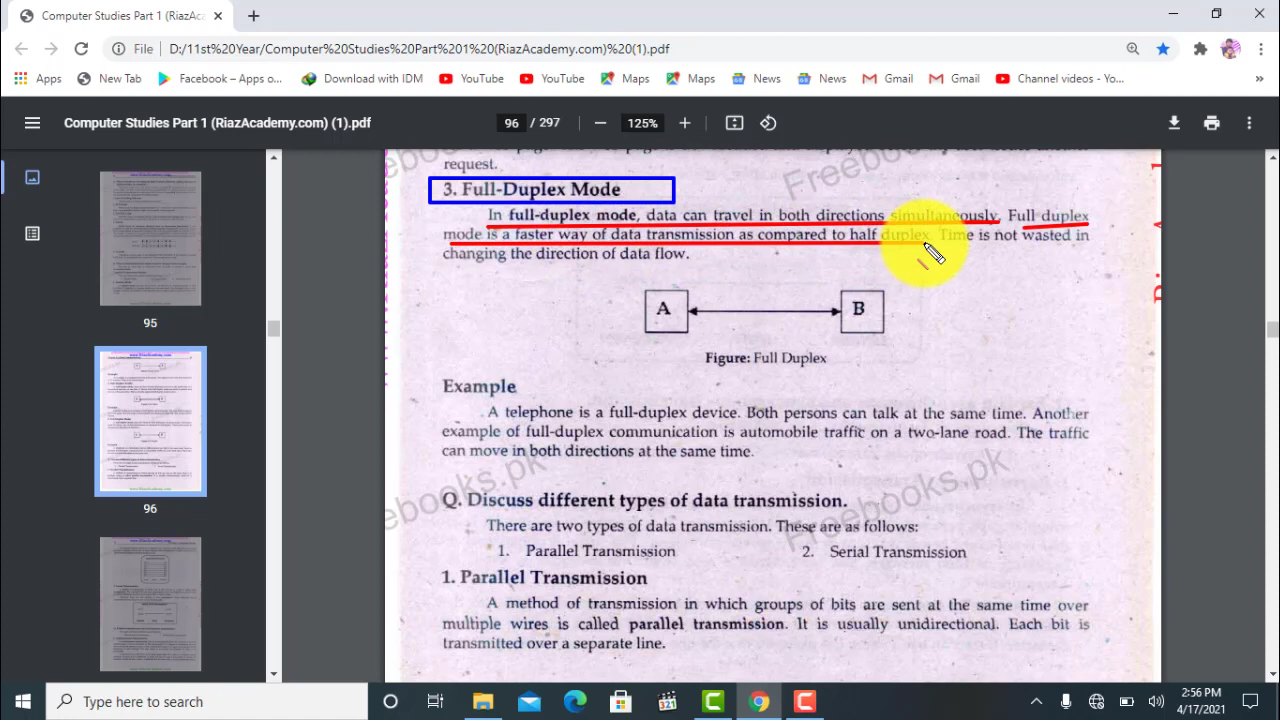 Computer Studies Part 1 (RiazAca
File
D:/11st%20Year/Computer%20Studies%20Part%201%20(RiazAcademy.com)%20(1).pdf
Apps
New Tab
Facebook – Apps o...
Download with IDM
YouTube
YouTube
Maps
Maps
News
News
Gmail
Gmail
Channel videos - Yo...
»
Computer Studies Part 1 (RiazAcademy.com) (1).pdf
96 / 297
125%
95
96
request.
3. Full-Duplex Mode
In full-duplex mode, data can travel in both directions simultaneously. Full duplex
mode is a faster way of data transmission as compared to half duplex. Time is not wasted in
changing the direction of data flow.
A
B
Figure: Full Duplex
Example
A telephone is a full-duplex device. Both persons can talk at the same time. Another
example of full-duplex communication is automobile traffic on a two-lane road. The traffic
can move in both directions at the same time.
Q. Discuss different types of data transmission.
There are two types of data transmission. These are as follows:
1. Parallel Transmission
2. Serial Transmission
1. Parallel Transmission
A method of transmission in which groups of bits are sent at the same time over
multiple wires is called parallel transmission. It is usually unidirectional. Each bit is
transmitted over a separate line.
Type here to search
321
2:56 PM
4/17/2021